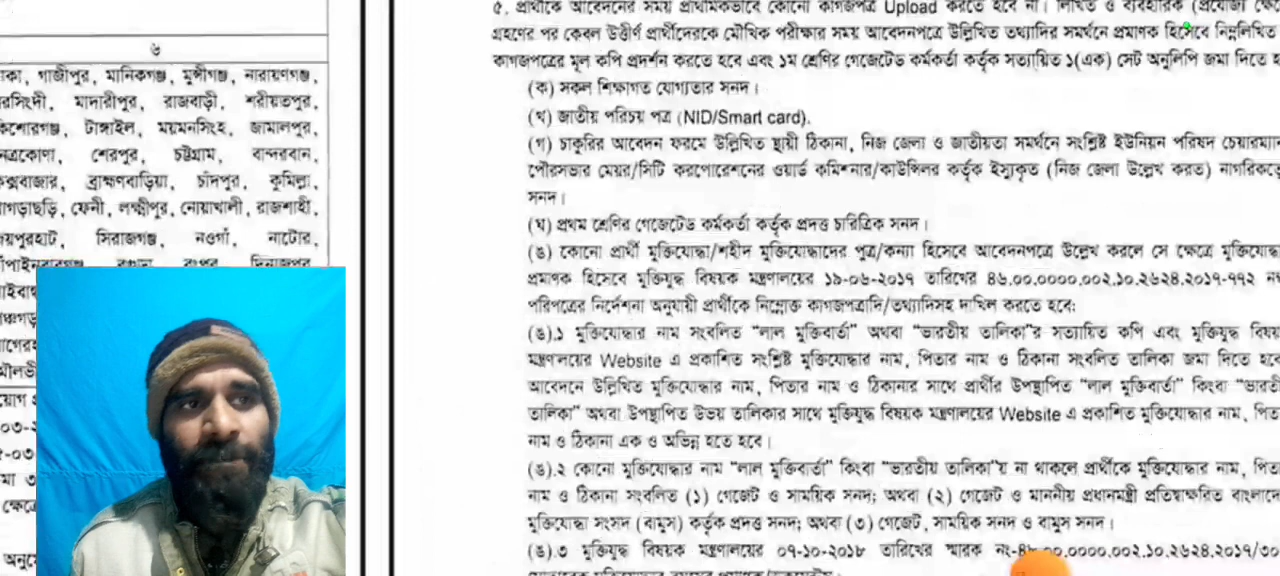 ৬
কা, গাজীপুর, মানিকগঞ্জ, মুন্সীগঞ্জ, নারায়ণগঞ্জ,
রসিংদী, মাদারীপুর, রাজবাড়ী, শরীয়তপুর,
কিশোরগঞ্জ, টাঙ্গাইল, ময়মনসিংহ, জামালপুর,
নত্রকোণা, শেরপুর, চট্টগ্রাম, বান্দরবান,
ক্সবাজার, ব্রাহ্মণবাড়িয়া, চাঁদপুর, কুমিল্লা,
াগড়াছড়ি, ফেনী, লক্ষ্মীপুর, নোয়াখালী, রাজশাহী,
য়পুরহাট, সিরাজগঞ্জ, নওগাঁ, নাটোর,
৫. প্রার্থীকে আবেদনের সময় প্রাথমিকভাবে কোনো কাগজপত্র Upload করতে হবে না। লিখিত ও ব্যবহারিক (প্রযোজ্য
গ্রহণের পর কেবল উত্তীর্ণ প্রার্থীদেরকে মৌখিক পরীক্ষার সময় আবেদনপত্রে উল্লিখিত তথ্যাদির সমর্থনে প্রমাণক হিসেবে নিম্নলিখিত
কাগজপত্রের মূল কপি প্রদর্শন করতে হবে এবং ১ম শ্রেণির গেজেটেড কর্মকর্তা কর্তৃক সত্যায়িত ১(এক) সেট অনুলিপি জমা দিতে
(ক) সকল শিক্ষাগত যোগ্যতার সনদ।
(খ) জাতীয় পরিচয় পত্র (NID/Smart card).
(গ) চাকুরির আবেদন ফরমে উল্লিখিত স্থায়ী ঠিকানা, নিজ জেলা ও জাতীয়তা সমর্থনে সংশ্লিষ্ট ইউনিয়ন পরিষদ চেয়ারম্যান
পৌরসভার মেয়র/সিটি করপোরেশনের ওয়ার্ড কমিশনার/কাউন্সিলর কর্তৃক ইস্যুকৃত (নিজ জেলা উল্লেখ করত) নাগরিকত্বে
সনদ।
(ঘ) প্রথম শ্রেণির গেজেটেড কর্মকর্তা কর্তৃক প্রদত্ত চারিত্রিক সনদ।
(ঙ) কোনো প্রার্থী মুক্তিযোদ্ধা/শহীদ মুক্তিযোদ্ধাদের পুত্র/কন্যা হিসেবে আবেদনপত্রে উল্লেখ করলে সে ক্ষেত্রে মুক্তিযোদ্ধা
প্রমাণক হিসেবে মুক্তিযুদ্ধ বিষয়ক মন্ত্রণালয়ের ১৯-০৬-২০১৭ তারিখের ৪৬.০০.০০০০.০০২.১০.২৬২৪.২০১৭-৭৭২ নং
পরিপত্রের নির্দেশনা অনুযায়ী প্রার্থীকে নিম্নোক্ত কাগজপত্রাদি/তথ্যাদিসহ দাখিল করতে হবে:
(ঙ).১ মুক্তিযোদ্ধার নাম সংবলিত "লাল মুক্তিবার্তা" অথবা "ভারতীয় তালিকা"র সত্যায়িত কপি এবং মুক্তিযুদ্ধ বিষয়
মন্ত্রণালয়ের Website এ প্রকাশিত সংশ্লিষ্ট মুক্তিযোদ্ধার নাম, পিতার নাম ও ঠিকানা সংবলিত তালিকা জমা দিতে হবে
আবেদনে উল্লিখিত মুক্তিযোদ্ধার নাম, পিতার নাম ও ঠিকানার সাথে প্রার্থীর উপস্থাপিত "লাল মুক্তিবার্তা" কিংবা "ভারতী
তালিকা" অথবা উপস্থাপিত উভয় তালিকার সাথে মুক্তিযুদ্ধ বিষয়ক মন্ত্রণালয়ের Website এ প্রকাশিত মুক্তিযোদ্ধার নাম, পিতা
নাম ও ঠিকানা এক ও অভিন্ন হতে হবে।
(ঙ).২ কোনো মুক্তিযোদ্ধার নাম "লাল মুক্তিবার্তা" কিংবা "ভারতীয় তালিকা"য় না থাকলে প্রার্থীকে মুক্তিযোদ্ধার নাম, পিতা
নাম ও ঠিকানা সংবলিত (১) গেজেট ও সাময়িক সনদ; অথবা (২) গেজেট ও মাননীয় প্রধানমন্ত্রী প্রতিস্বাক্ষরিত বাংলাদে
মুক্তিযোদ্ধা সংসদ (বামুস) কর্তৃক প্রদত্ত সনদ; অথবা (৩) গেজেট, সাময়িক সনদ ও বামুস সনদ।
(ঙ).৩ মুক্তিযুদ্ধ বিষয়ক মন্ত্রণালয়ের ০৭-১০-২০১৮ তারিখের স্মারক